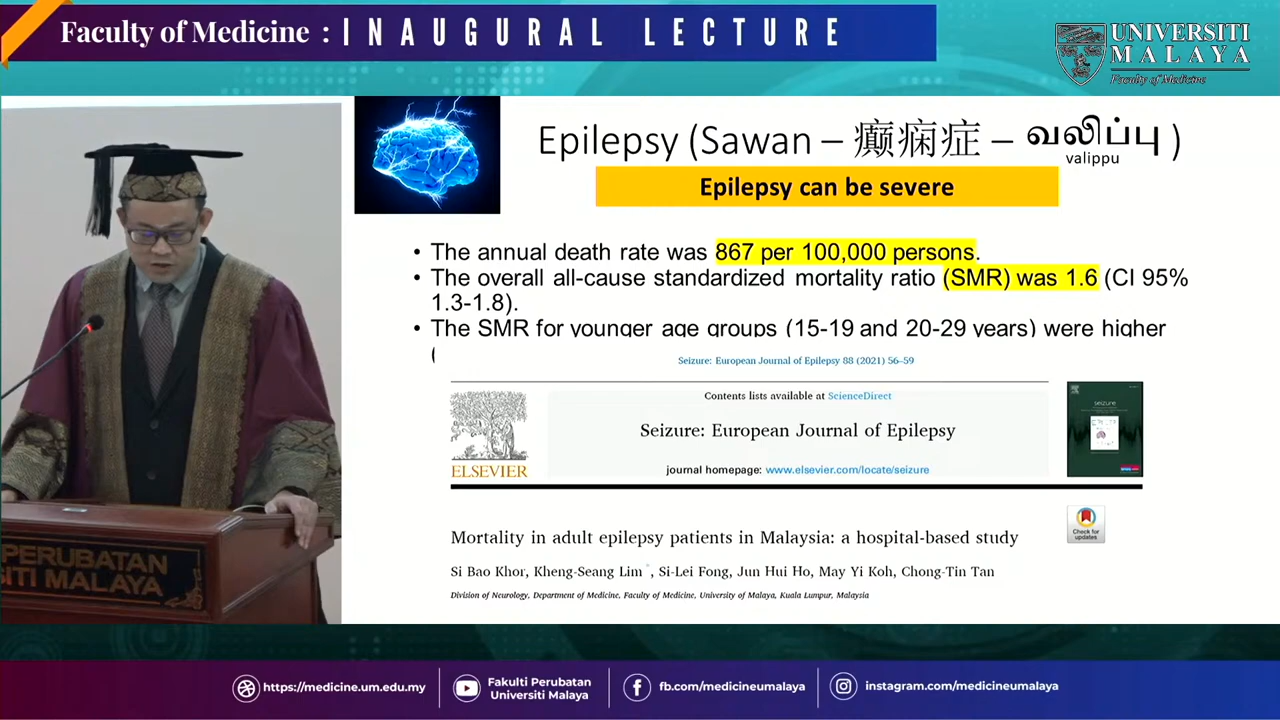 Faculty of Medicine : INAUGURAL LECTURE
UNIVERSITI
MALAYA
Faculty of Medicine
Epilepsy (Sawan – 癫痫症 – வலிப்பு )
valippu
Epilepsy can be severe
• The annual death rate was 867 per 100,000 persons.
• The overall all-cause standardized mortality ratio (SMR) was 1.6 (CI 95%
1.3-1.8).
• The SMR for younger age groups (15-19 and 20-29 years) were higher
(
Seizure: European Journal of Epilepsy 88 (2021) 56–59
Contents lists available at ScienceDirect
Seizure: European Journal of Epilepsy
journal homepage: www.elsevier.com/locate/seizure
ELSEVIER
seizure
Check for
updates
Mortality in adult epilepsy patients in Malaysia: a hospital-based study
Si Bao Khor, Kheng-Seang Lim*, Si-Lei Fong, Jun Hui Ho, May Yi Koh, Chong-Tin Tan
Division of Neurology, Department of Medicine, Faculty of Medicine, University of Malaya, Kuala Lumpur, Malaysia
PERUBATAN
SITI MALAYA
https://medicine.um.edu.my
Fakulti Perubatan
Universiti Malaya
fb.com/medicineumalaya
instagram.com/medicineumalaya